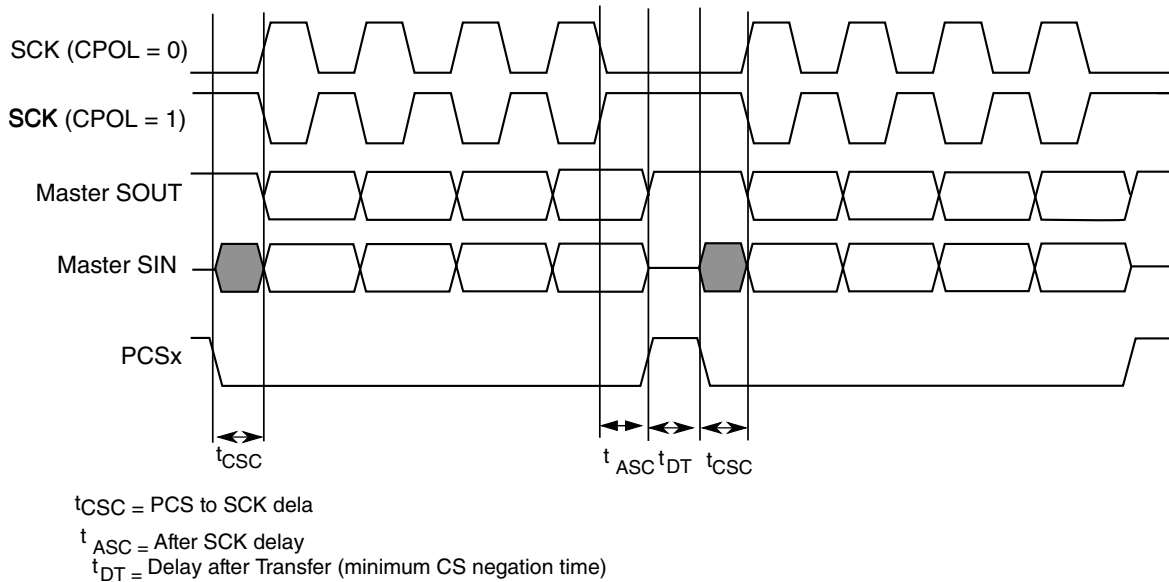 SCK (CPOL = 0)
SCK (CPOL = 1)
Master SOUT
Master SIN
PCSx
tCSC
t ASC
tDT
tCSC
tCSC = PCS to SCK dela
t ASC = After SCK delay
tDT = Delay after Transfer (minimum CS negation time)